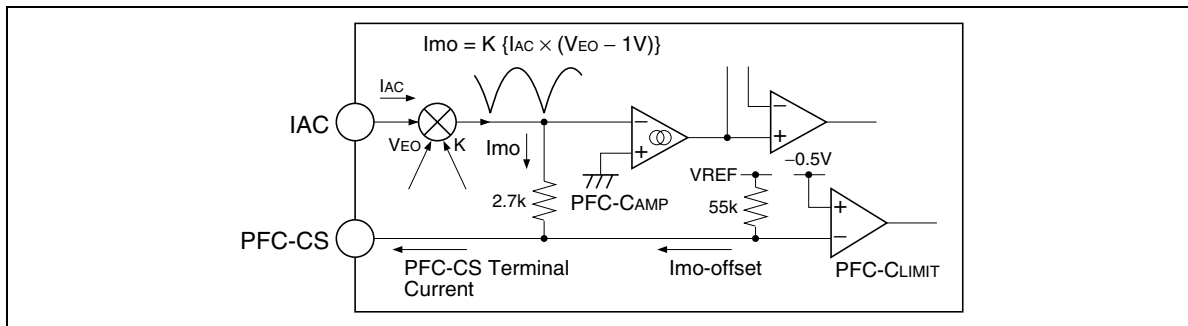 Imo = K {IAC × (VEO – 1V)}
IAC
IAC
VEO
K
Imo
–
+
PFC-CAMP
2.7k
–
+
VREF
–0.5V
55k
+
–
PFC-CS
PFC-CS Terminal
Current
Imo-offset
PFC-CLIMIT